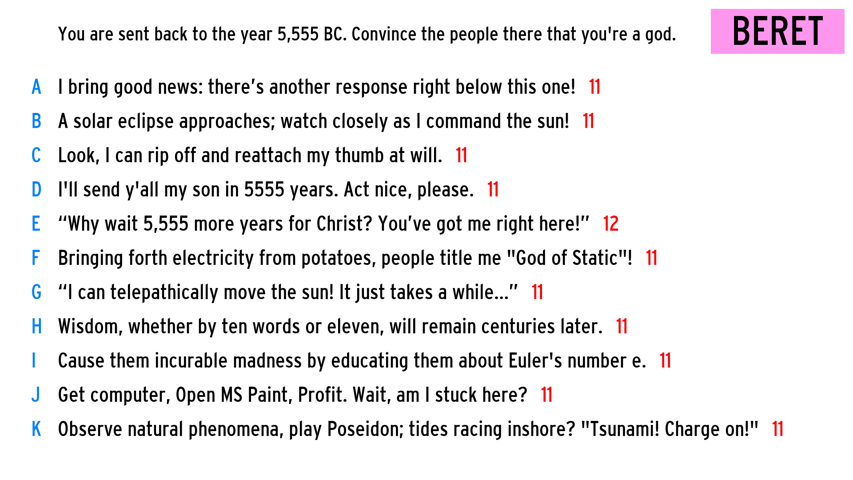 You are sent back to the year 5,555 BC. Convince the people there that you're a god.
BERET
A I bring good news: there’s another response right below this one! 11
B A solar eclipse approaches; watch closely as I command the sun! 11
C Look, I can rip off and reattach my thumb at will. 11
D I'll send y'all my son in 5555 years. Act nice, please. 11
E “Why wait 5,555 more years for Christ? You’ve got me right here!” 12
F Bringing forth electricity from potatoes, people title me "God of Static"! 11
G “I can telepathically move the sun! It just takes a while...” 11
H Wisdom, whether by ten words or eleven, will remain centuries later. 11
I Cause them incurable madness by educating them about Euler's number e. 11
J Get computer, Open MS Paint, Profit. Wait, am I stuck here? 11
K Observe natural phenomena, play Poseidon; tides racing inshore? "Tsunami! Charge on!" 11